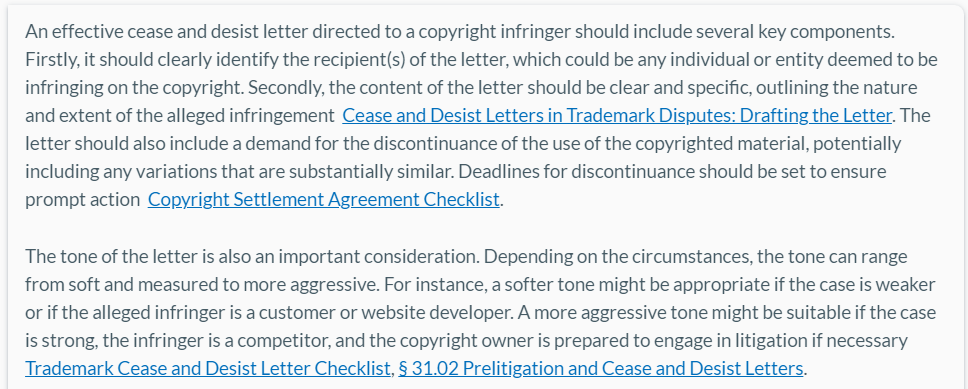 An effective cease and desist letter directed to a copyright infringer should include several key components.
Firstly, it should clearly identify the recipient(s) of the letter, which could be any individual or entity deemed to be
infringing on the copyright. Secondly, the content of the letter should be clear and specific, outlining the nature
and extent of the alleged infringement Cease and Desist Letters in Trademark Disputes: Drafting the Letter. The
letter should also include a demand for the discontinuance of the use of the copyrighted material, potentially
including any variations that are substantially similar. Deadlines for discontinuance should be set to ensure
prompt action Copyright Settlement Agreement Checklist.
The tone of the letter is also an important consideration. Depending on the circumstances, the tone can range
from soft and measured to more aggressive. For instance, a softer tone might be appropriate if the case is weaker
or if the alleged infringer is a customer or website developer. A more aggressive tone might be suitable if the case
is strong, the infringer is a competitor, and the copyright owner is prepared to engage in litigation if necessary
Trademark Cease and Desist Letter Checklist, § 31.02 Prelitigation and Cease and Desist Letters.